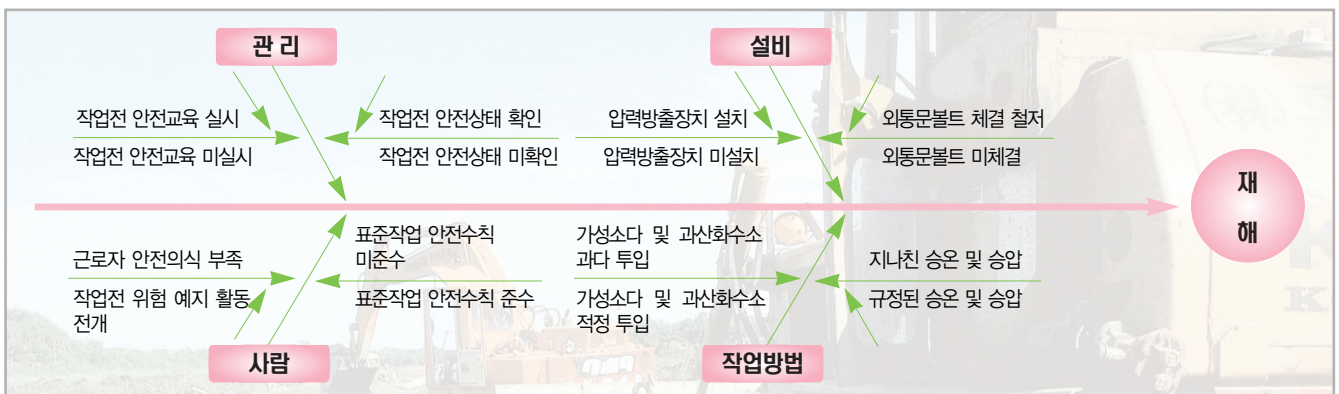 관 리
설비
작업전 안전교육 실시
작업전 안전교육 미실시
작업전 안전상태 확인
작업전 안전상태 미확인
압력방출장치 설치
압력방출장치 미설치
외통문볼트 체결 철저
외통문볼트 미체결
재
해
근로자 안전의식 부족
작업전 위험 예지 활동
전개
표준작업 안전수칙
미준수
표준작업 안전수칙 준수
가성소다 및 과산화수소
과다 투입
가성소다 및 과산화수소
적정 투입
지나친 승온 및 승압
규정된 승온 및 승압
사람
작업방법